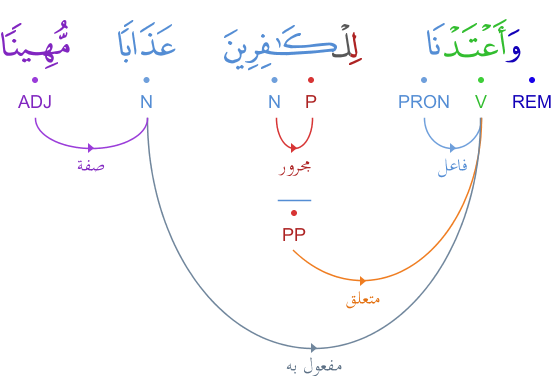 وَأَعْتَدْنَا لِلْكَٰفِرِينَ عَذَابًا مُّهِينًا
REM V PRON P N N ADJ
فاعل مجرور صفة
PP
متعلق
مفعول به